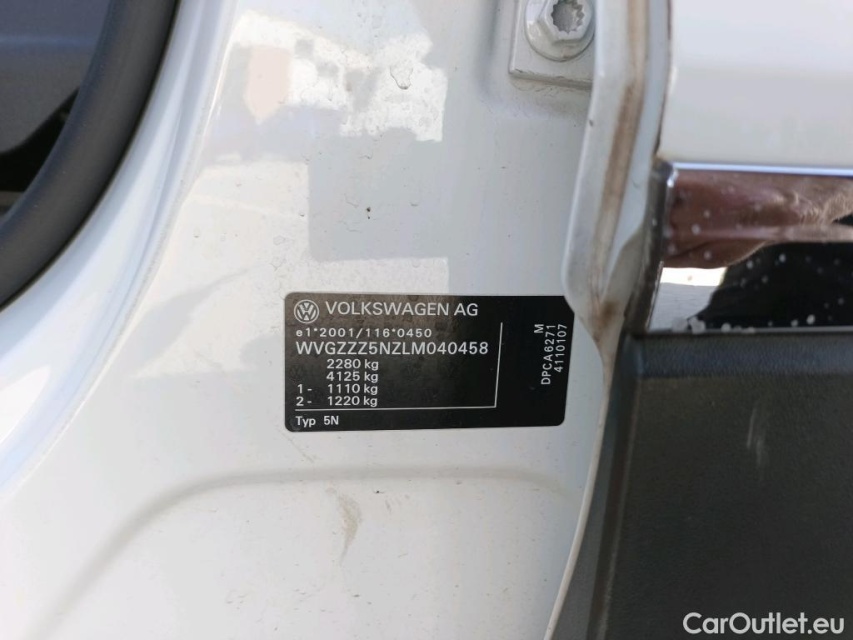 VOLKSWAGEN AG
e1*2001/116*0450
WVGZZZ5NZLM040458
2280 kg
4125 kg
1- 1110 kg
2- 1220 kg
Typ 5N
M
DPCA6271
4110107
CarOutlet.eu